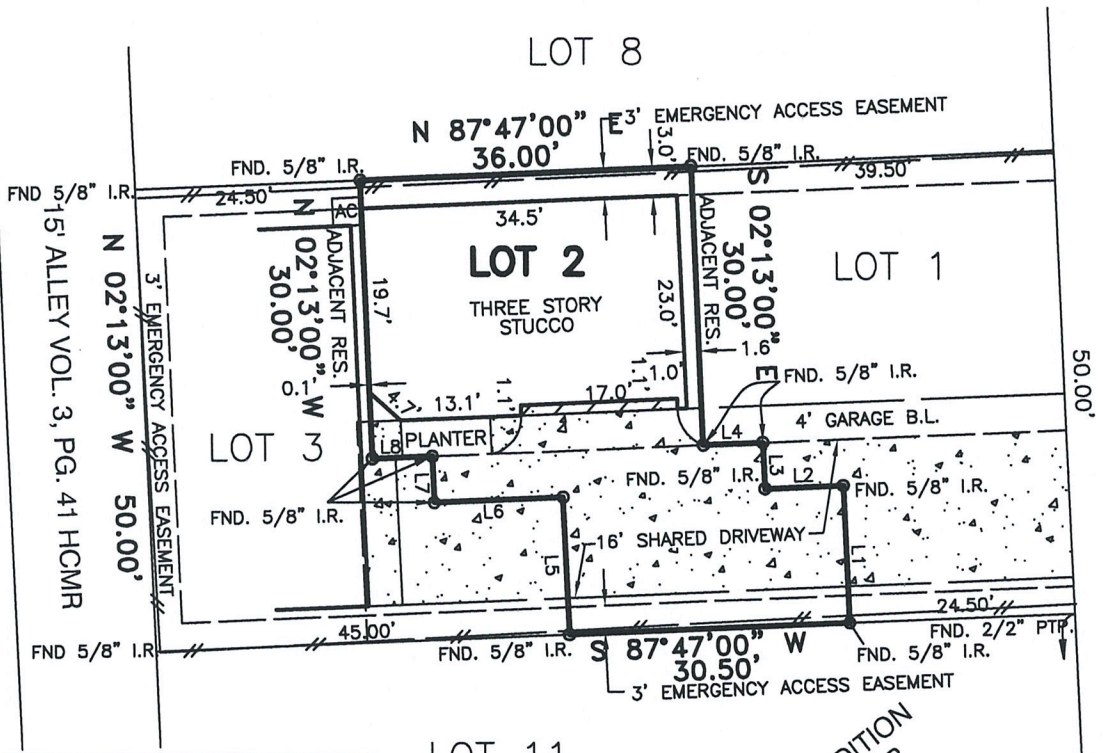 LOT 8
N 87°47'00" E
36.00'
3' EMERGENCY ACCESS EASEMENT
3.0'
FND. 5/8" I.R.
FND. 5/8" I.R.
FND 5/8" I.R.
24.50'
39.50'
AC
34.5'
15' ALLEY VOL. 3, PG. 41 HCMR
N 02°13'00" W 50.00'
3' EMERGENCY ACCESS EASEMENT
N 02°13'00" W
30.00'
ADJACENT RES.
19.7'
LOT 2
THREE STORY
STUCCO
23.0'
ADJACENT RES.
S 02°13'00" E
30.00'
LOT 1
1.6'
0.1'
4.7'
13.1'
1.1'
17.0'
1.1'
1.0'
FND. 5/8" I.R.
50.00'
LOT 3
L8
PLANTER
L4
4' GARAGE B.L.
L7
L6
L3
L2
FND. 5/8" I.R.
FND. 5/8" I.R.
FND. 5/8" I.R.
16' SHARED DRIVEWAY
L5
L1
24.50'
45.00'
FND 5/8" I.R
FND. 5/8" I.R.
S 87°47'00" W
30.50'
FND. 2/2" PTP.
FND. 5/8" I.R.
3' EMERGENCY ACCESS EASEMENT
LOT 11